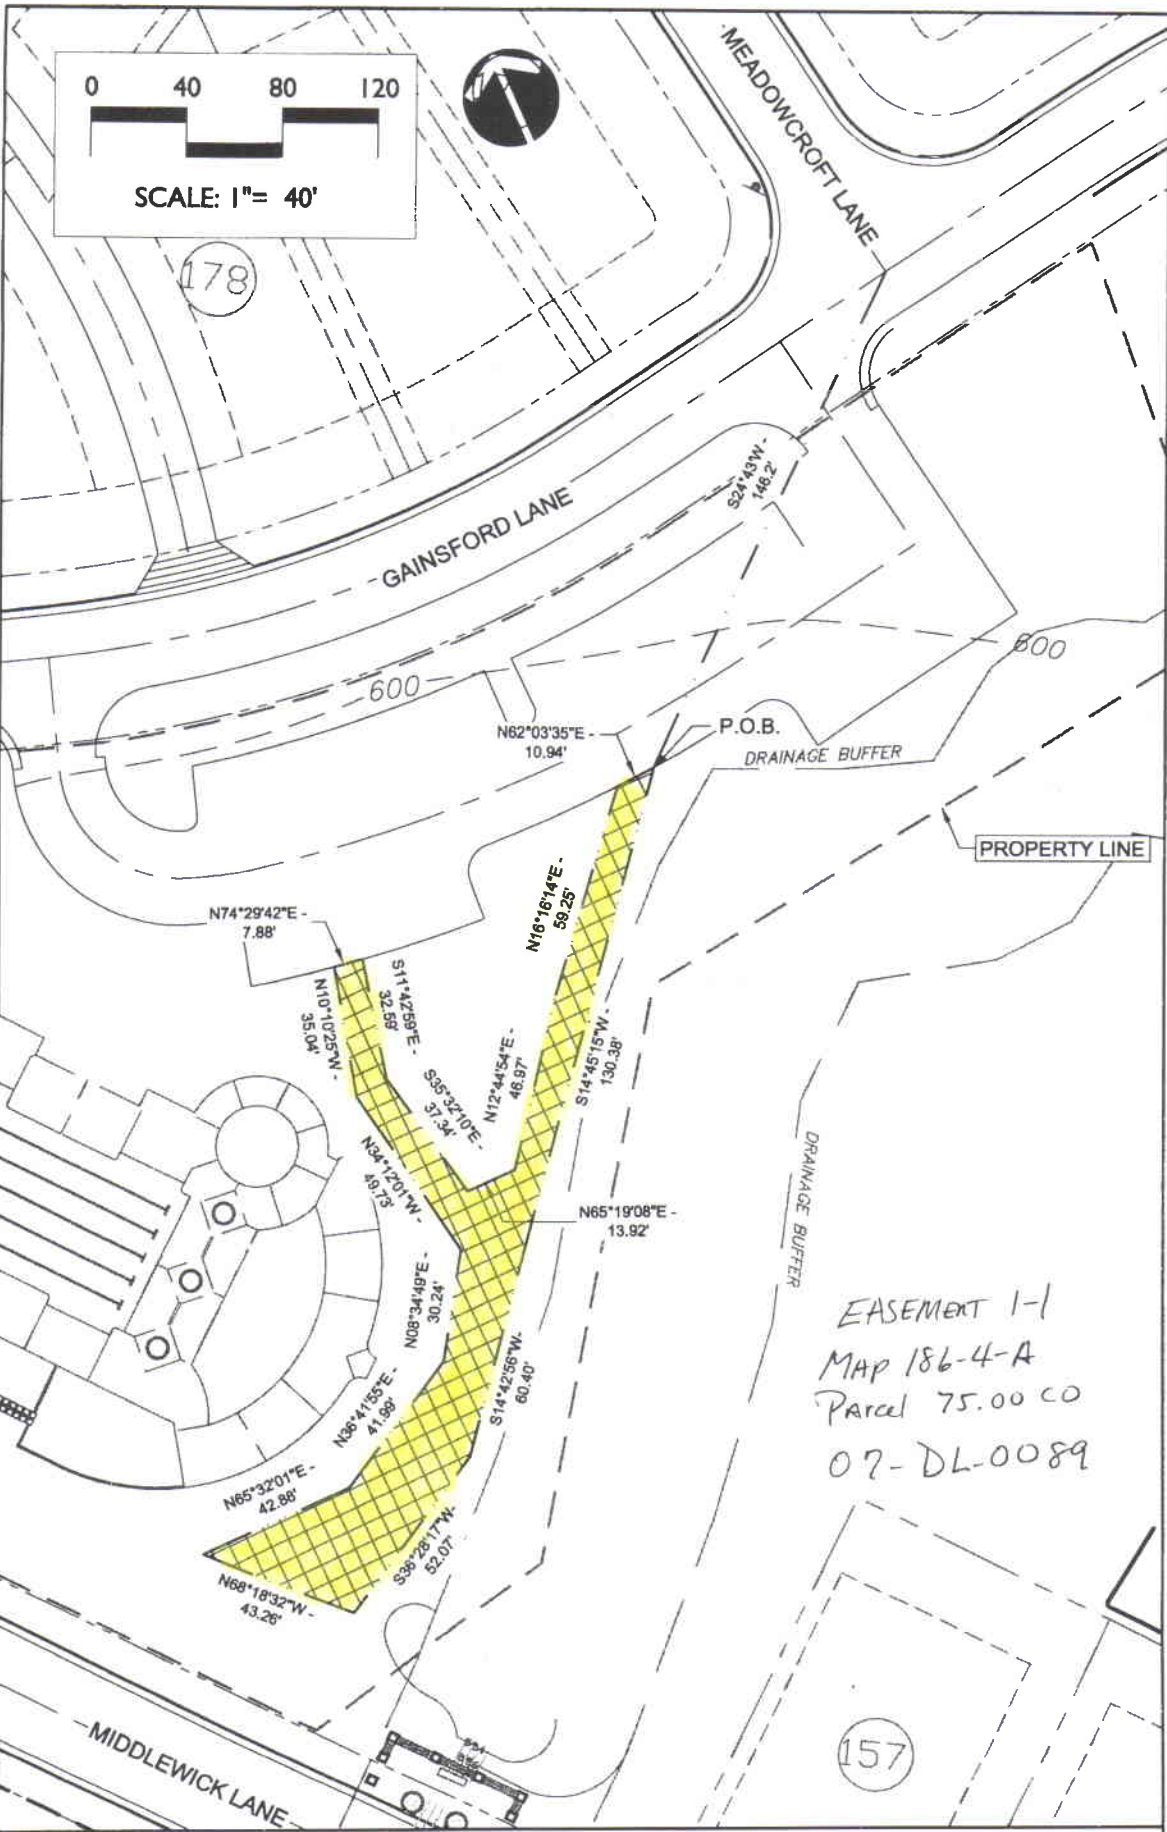 0 40 80 120
SCALE: 1"= 40'
MEADOWCROFT LANE
178
S24°43'W -
146.2'
GAINSFORD LANE
600
600
N62°03'35"E -
10.94'
P.O.B.
DRAINAGE BUFFER
PROPERTY LINE
N74°29'42"E -
7.88'
N16°16'14"E -
59.25'
N10°10'25"W -
35.04'
S11°42'59"E -
32.59'
S35°32'10"E -
37.34'
N12°44'54"E -
46.97'
S14°45'15"W -
130.38'
N34°12'01"W -
49.73'
N65°19'08"E -
13.92'
DRAINAGE BUFFER
N08°34'49"E -
30.24'
S14°42'56"W-
60.40'
N36°41'55"E -
41.99'
N65°32'01"E -
42.88'
S36°28'17"W-
52.07'
N68°18'32"W -
43.26'
EASEMENT 1-1
MAP 186-4-A
Parcel 75.00 CO
07-DL-0089
MIDDLEWICK LANE
157